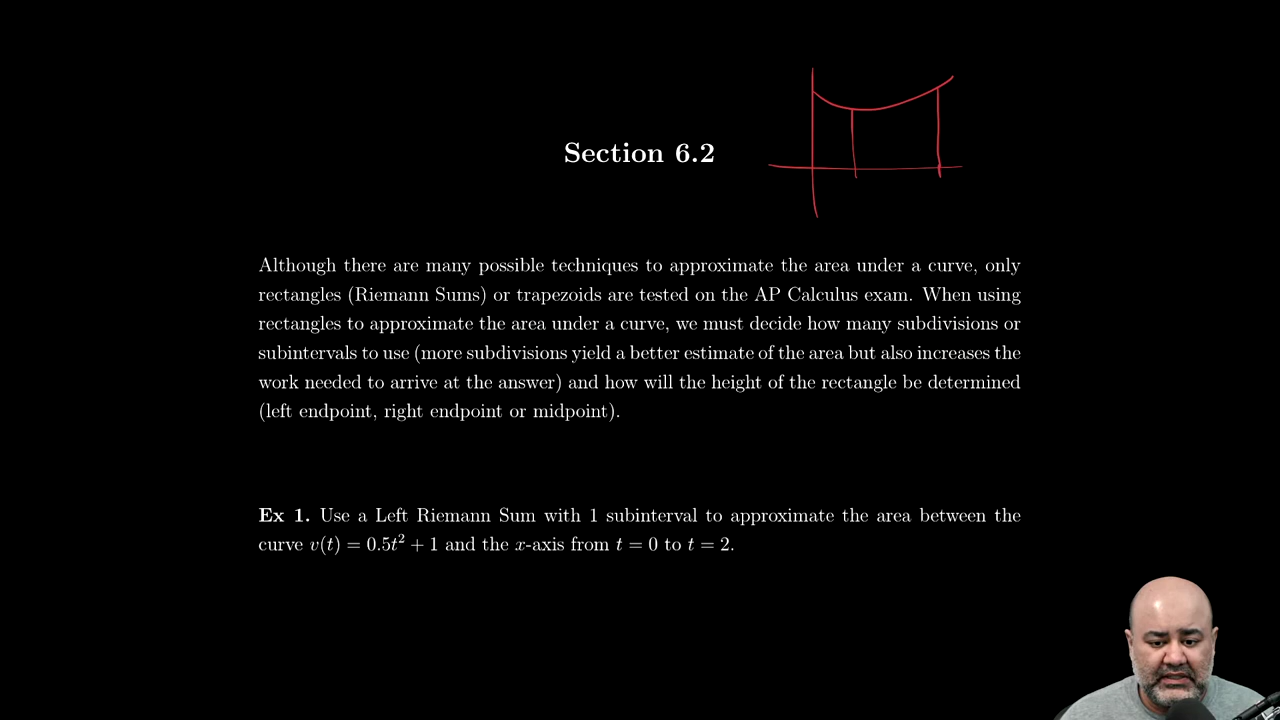 Section 6.2
Although there are many possible techniques to approximate the area under a curve, only
rectangles (Riemann Sums) or trapezoids are tested on the AP Calculus exam. When using
rectangles to approximate the area under a curve, we must decide how many subdivisions or
subintervals to use (more subdivisions yield a better estimate of the area but also increases the
work needed to arrive at the answer) and how will the height of the rectangle be determined
(left endpoint, right endpoint or midpoint).
Ex 1. Use a Left Riemann Sum with 1 subinterval to approximate the area between the
curve v(t) = 0.5t² + 1 and the x-axis from t = 0 to t = 2.